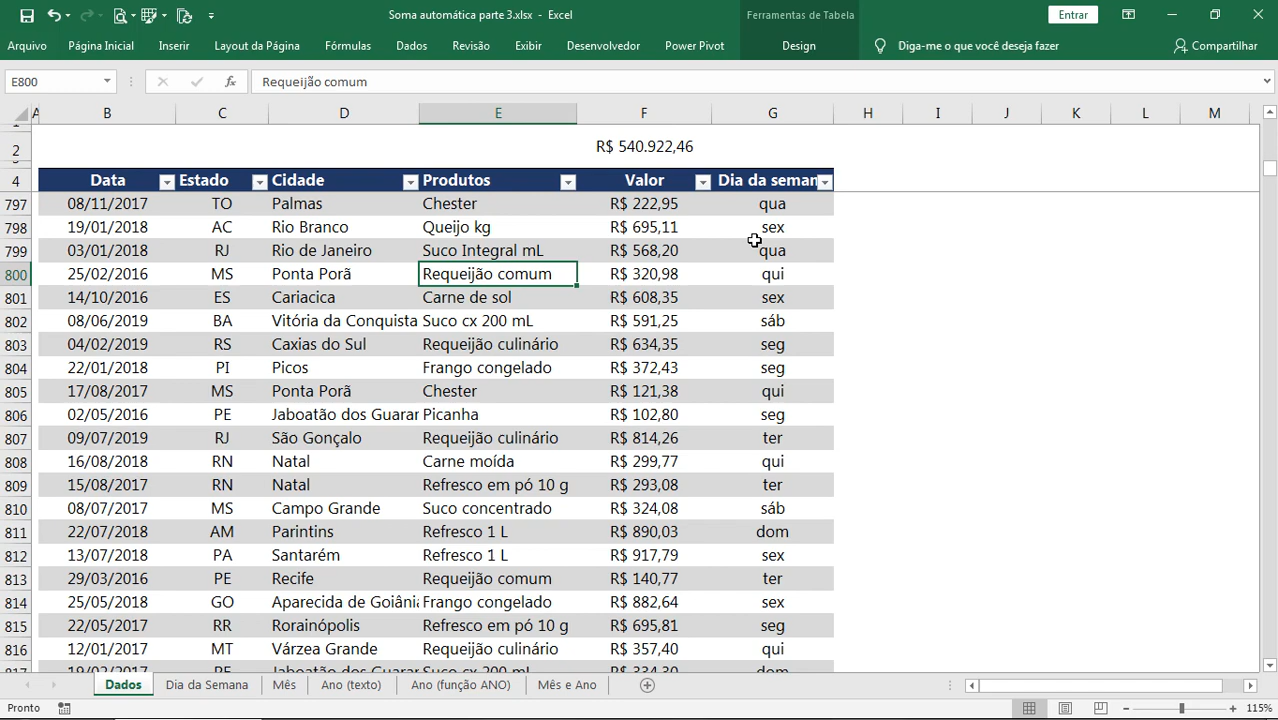 Soma automática parte 3.xlsx - Excel
Ferramentas de Tabela
Entrar
Arquivo Página Inicial Inserir Layout da Página Fórmulas Dados Revisão Exibir Desenvolvedor Power Pivot Design Diga-me o que você deseja fazer Compartilhar
E800 fx Requeijão comum
A B C D E F G H I J K L M
2 R$ 540.922,46
4 Data Estado Cidade Produtos Valor Dia da seman
797 08/11/2017 TO Palmas Chester R$ 222,95 qua
798 19/01/2018 AC Rio Branco Queijo kg R$ 695,11 sex
799 03/01/2018 RJ Rio de Janeiro Suco Integral mL R$ 568,20 qua
800 25/02/2016 MS Ponta Porã Requeijão comum R$ 320,98 qui
801 14/10/2016 ES Cariacica Carne de sol R$ 608,35 sex
802 08/06/2019 BA Vitória da Conquista Suco cx 200 mL R$ 591,25 sáb
803 04/02/2019 RS Caxias do Sul Requeijão culinário R$ 634,35 seg
804 22/01/2018 PI Picos Frango congelado R$ 372,43 seg
805 17/08/2017 MS Ponta Porã Chester R$ 121,38 qui
806 02/05/2016 PE Jaboatão dos Guarar Picanha R$ 102,80 seg
807 09/07/2019 RJ São Gonçalo Requeijão culinário R$ 814,26 ter
808 16/08/2018 RN Natal Carne moída R$ 299,77 qui
809 15/08/2017 RN Natal Refresco em pó 10 g R$ 293,08 ter
810 08/07/2017 MS Campo Grande Suco concentrado R$ 324,08 sáb
811 22/07/2018 AM Parintins Refresco 1 L R$ 890,03 dom
812 13/07/2018 PA Santarém Refresco 1 L R$ 917,79 sex
813 29/03/2016 PE Recife Requeijão comum R$ 140,77 ter
814 25/05/2018 GO Aparecida de Goiâni Frango congelado R$ 882,64 sex
815 22/05/2017 RR Rorainópolis Refresco em pó 10 g R$ 695,81 seg
816 12/01/2017 MT Várzea Grande Requeijão culinário R$ 357,40 qui
817 19/02/2017 PE Jaboatão dos Guarar Suco cx 200 mL R$ 334,30 dom
Dados Dia da Semana Mês Ano (texto) Ano (função ANO) Mês e Ano
Pronto 115%